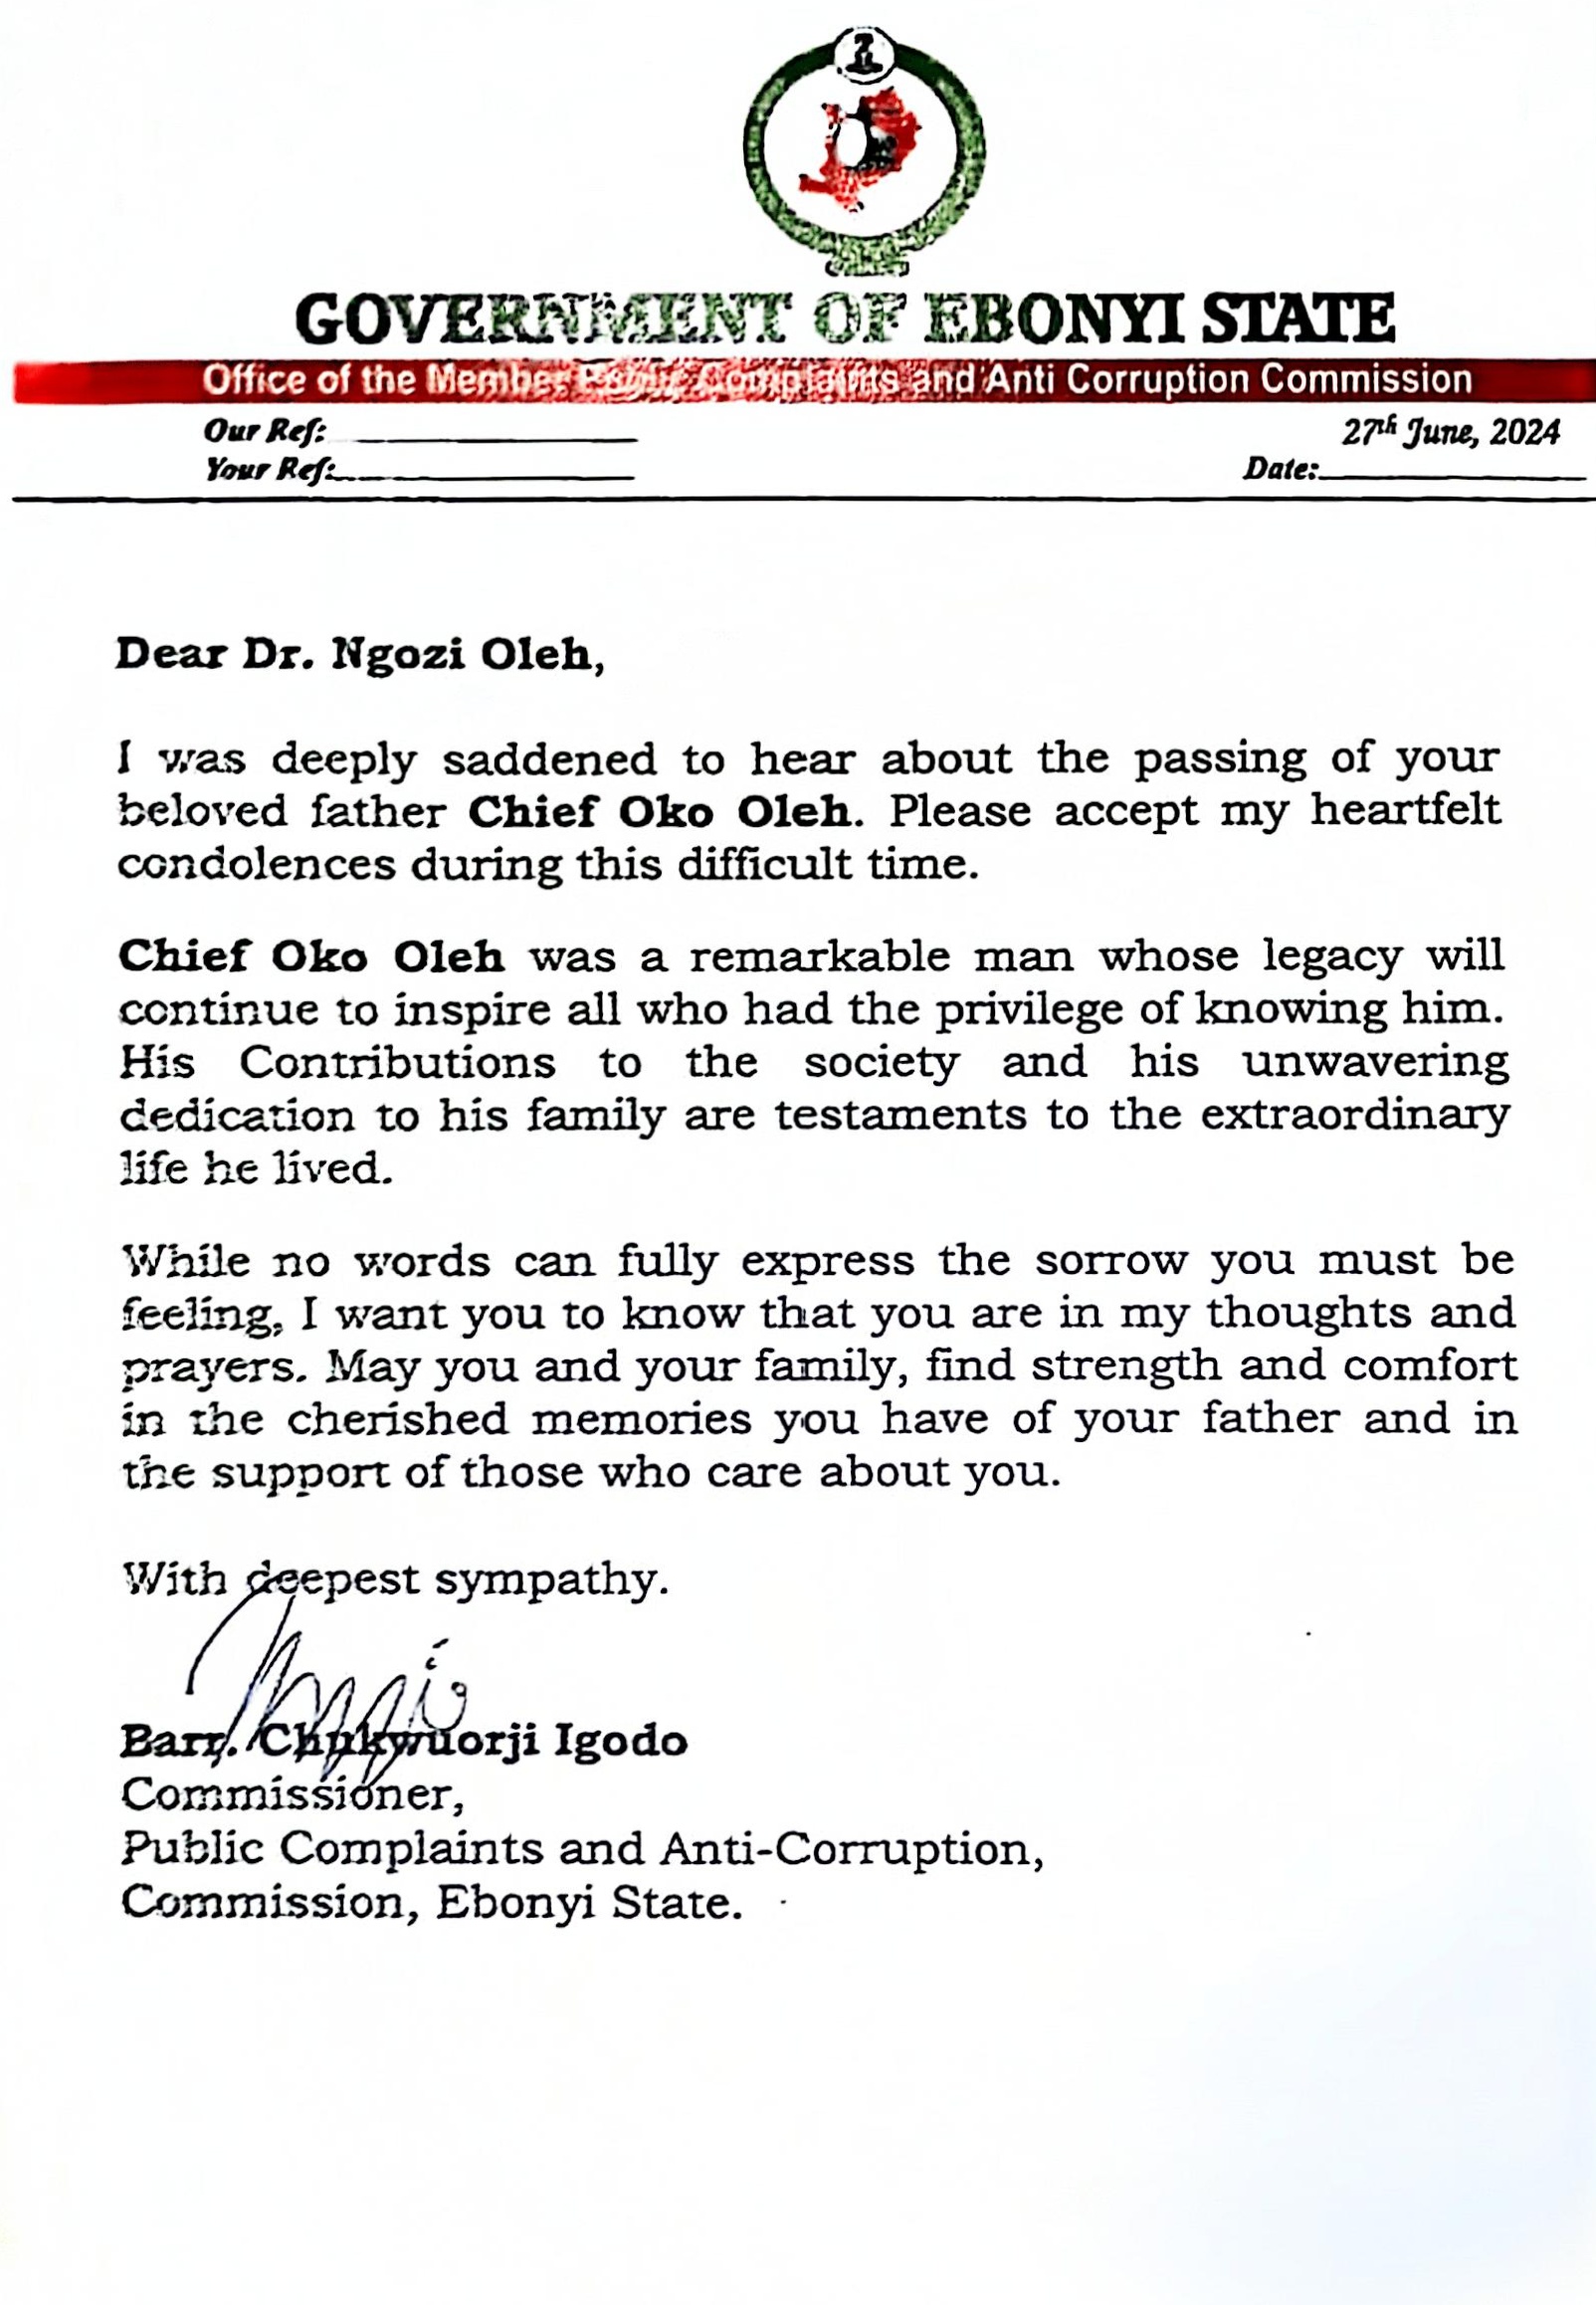 GOVERNMENT OF EBONYI STATE
Office of the Member Public Complaints and Anti Corruption Commission
Our Ref:
27th June, 2024
Your Ref:
Date:
Dear Dr. Ngozi Oleh,
I was deeply saddened to hear about the passing of your
beloved father Chief Oko Oleh. Please accept my heartfelt
condolences during this difficult time.
Chief Oko Oleh was a remarkable man whose legacy will
continue to inspire all who had the privilege of knowing him.
His Contributions to the society and his unwavering
dedication to his family are testaments to the extraordinary
life he lived.
While no words can fully express the sorrow you must be
feeling, I want you to know that you are in my thoughts and
prayers. May you and your family, find strength and comfort
in the cherished memories you have of your father and in
the support of those who care about you.
With deepest sympathy.
Barr. Chukwuorji Igodo
Commissioner,
Public Complaints and Anti-Corruption,
Commission, Ebonyi State.